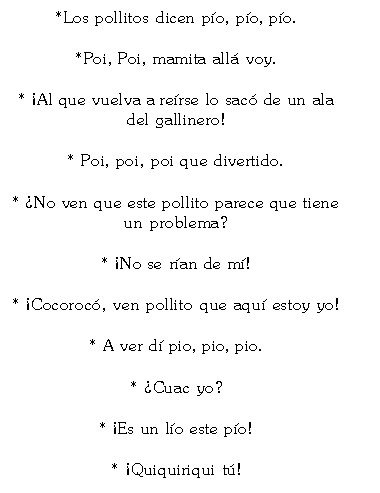 *Los pollitos dicen pío, pío, pío.
*Poi, Poi, mamita allá voy.
* ¡Al que vuelva a reírse lo sacó de un ala
del gallinero!
* Poi, poi, poi que divertido.
* ¿No ven que este pollito parece que tiene
un problema?
* ¡No se rían de mí!
* ¡Cocorocó, ven pollito que aquí estoy yo!
* A ver dí pio, pio, pio.
* ¿Cuac yo?
* ¡Es un lío este pío!
* ¡Quiquiriqui tú!